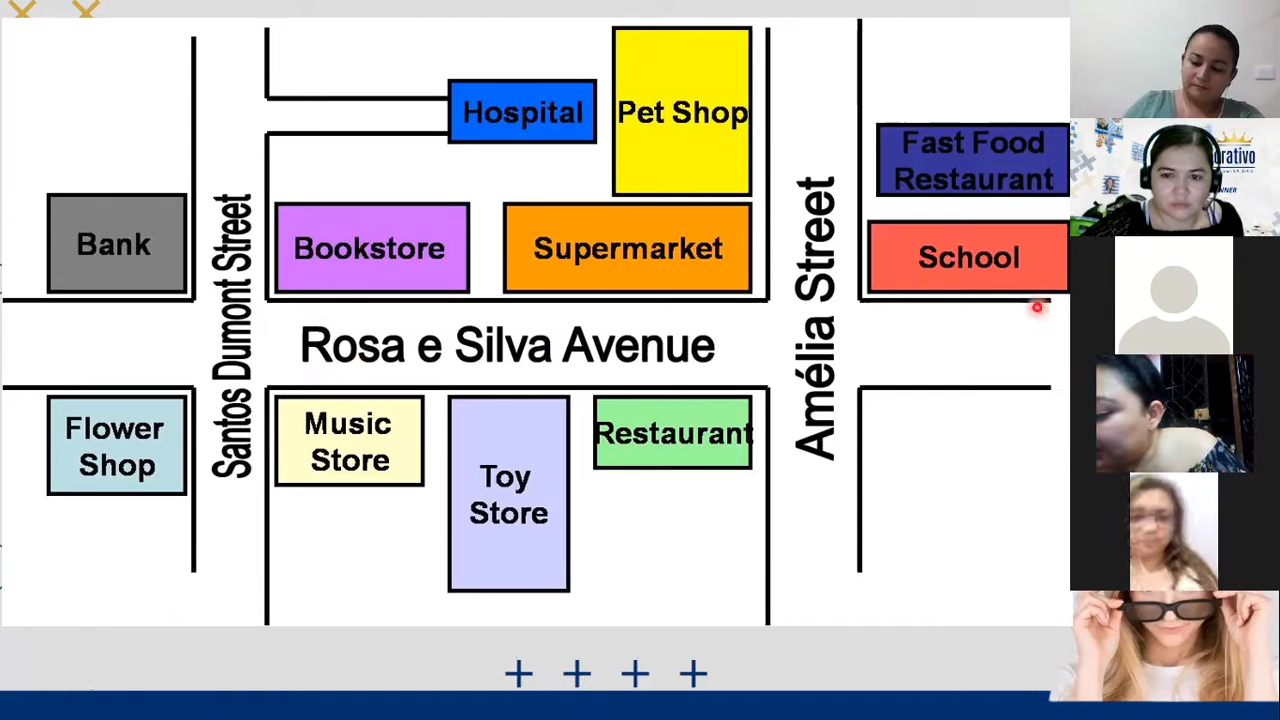 Hospital
Pet Shop
Fast Food
Restaurant
Bank
Bookstore
Supermarket
School
Santos Dumont Street
Rosa e Silva Avenue
Amélia Street
Flower
Shop
Music
Store
Toy
Store
Restaurant